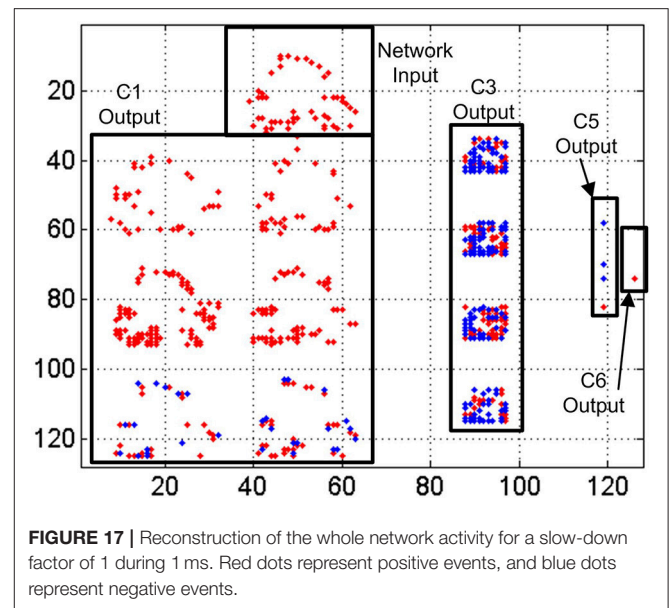 Network
Input
C1
Output
C3
Output
C5
Output
C6
Output
20
40
60
80
100
120
20 40 60 80 100 120
FIGURE 17 | Reconstruction of the whole network activity for a slow-down
factor of 1 during 1 ms. Red dots represent positive events, and blue dots
represent negative events.